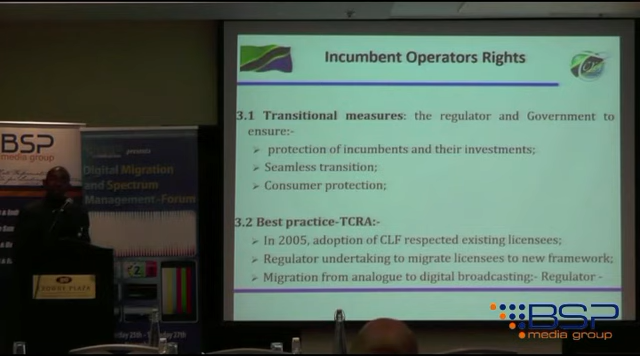 Incumbent Operators Rights
3.1 Transitional measures: the regulator and Government to
ensure:-
➢ protection of incumbents and their investments;
➢ Seamless transition;
➢ Consumer protection;
3.2 Best practice-TCRA:-
➢ In 2005, adoption of CLF respected existing licensees;
➢ Regulator undertaking to migrate licensees to new framework;
➢ Migration from analogue to digital broadcasting:- Regulator -
BSP
media group
Digital Migration
and Spectrum
Management - Forum
BSP
media group